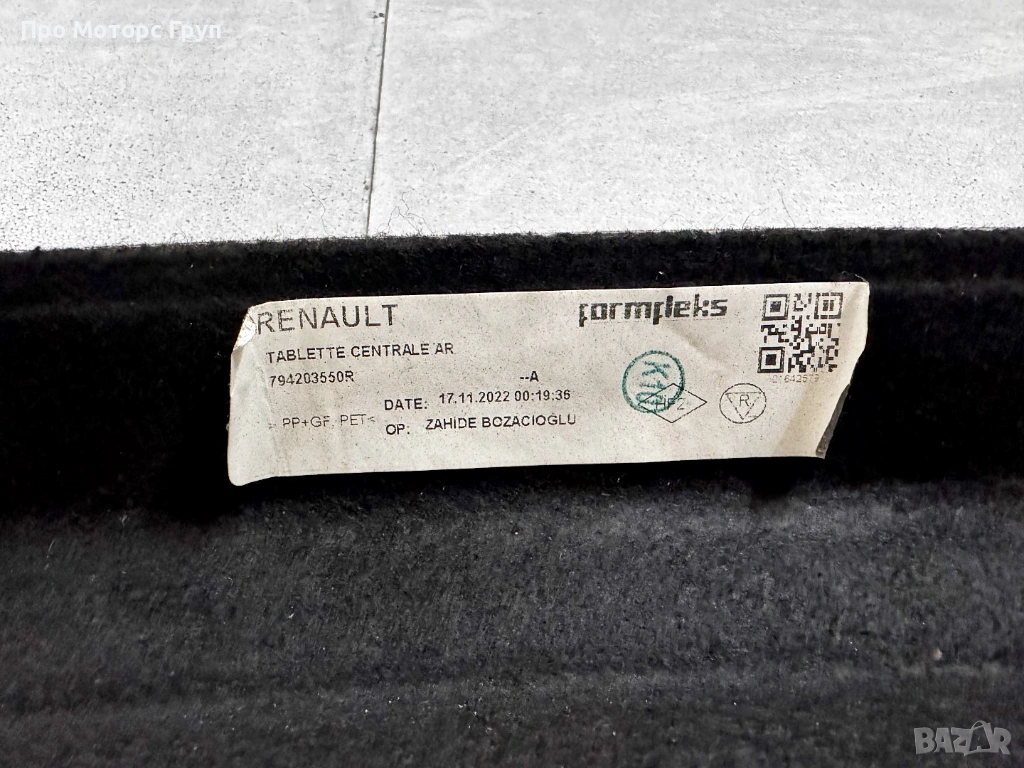 Про Моторс Груп
RENAULT
formfleks
TABLETTE CENTRALE AR
794203550R --A
DATE: 17.11.2022 00:19:36
> PP+GF, PET<
OP: ZAHIDE BOZACIOGLU
R
BAZAR